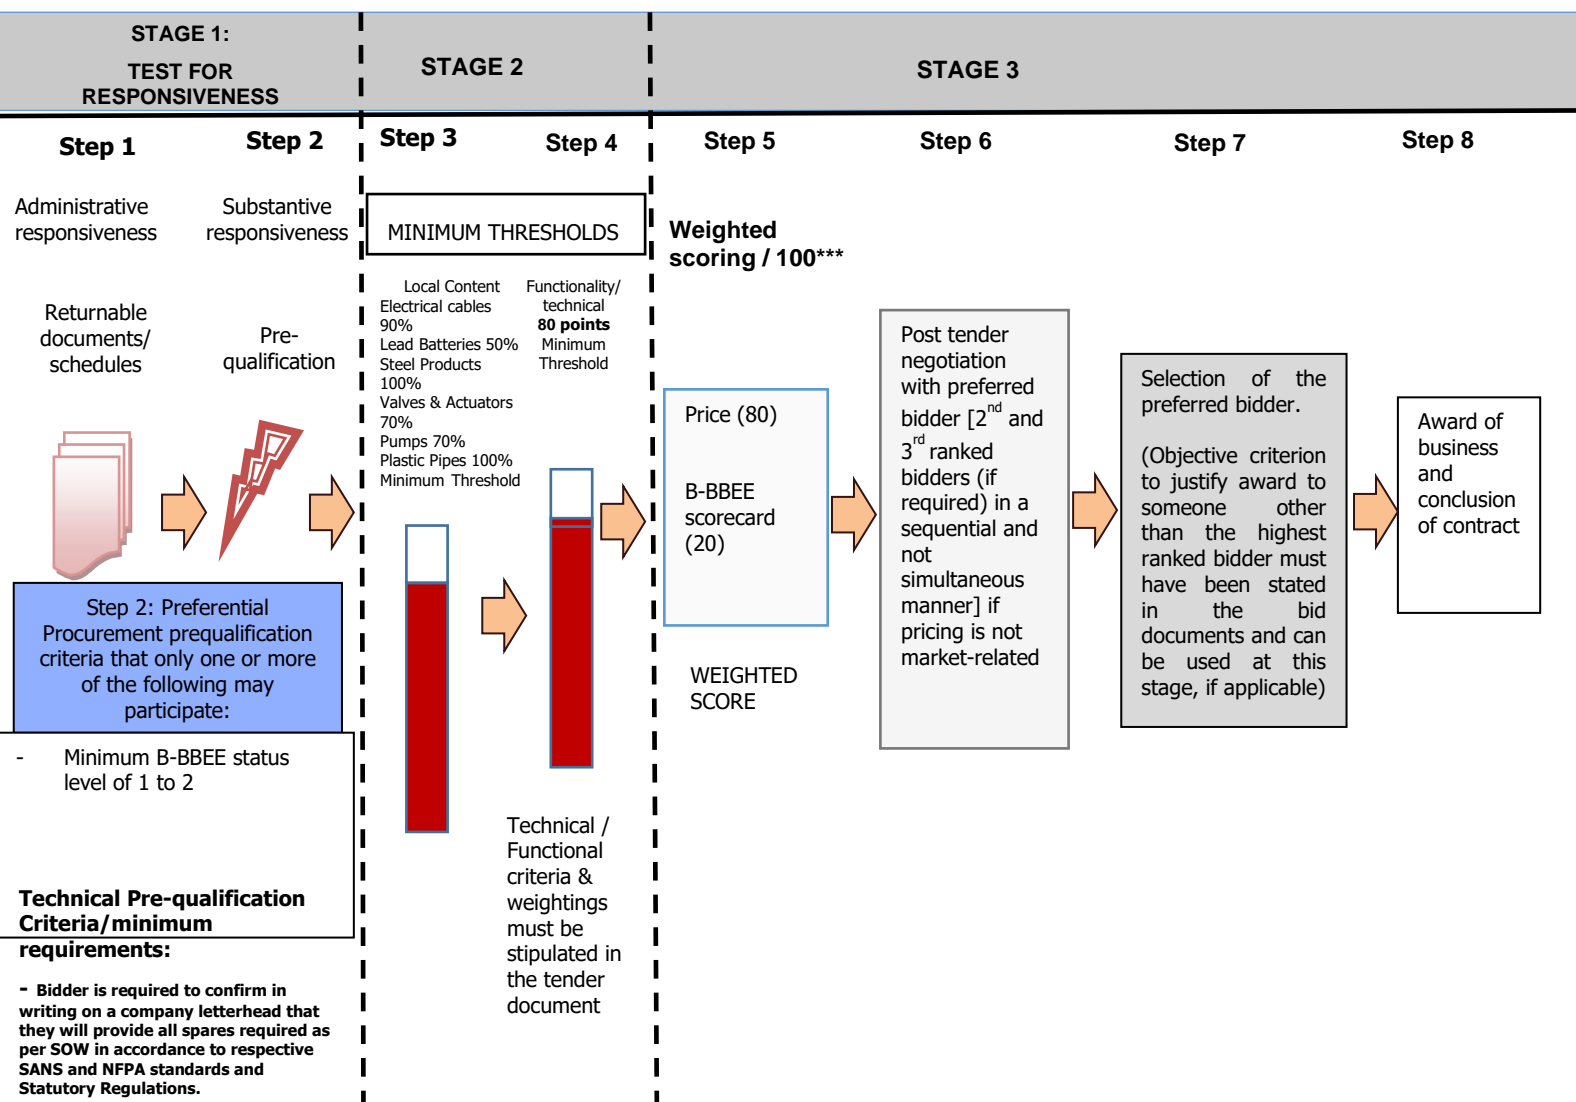 STAGE 1:
TEST FOR
RESPONSIVENESS
STAGE 2
STAGE 3
Step 1
Step 2
Step 3
Step 4
Step 5
Step 6
Step 7
Step 8
Administrative
responsiveness
Substantive
responsiveness
MINIMUM THRESHOLDS
Weighted
scoring / 100***
Returnable
documents/
schedules
Pre-
qualification
Local Content
Electrical cables
90%
Lead Batteries 50%
Steel Products
100%
Valves & Actuators
70%
Pumps 70%
Plastic Pipes 100%
Minimum Threshold
Functionality/
technical
80 points
Minimum
Threshold
Price (80)
B-BBEE
scorecard
(20)
WEIGHTED
SCORE
Post tender
negotiation
with preferred
bidder [2nd and
3rd ranked
bidders (if
required) in a
sequential and
not
simultaneous
manner] if
pricing is not
market-related
Selection of the
preferred bidder.
(Objective criterion
to justify award to
someone other
than the highest
ranked bidder must
have been stated
in the bid
documents and can
be used at this
stage, if applicable)
Award of
business
and
conclusion
of contract
Step 2: Preferential
Procurement prequalification
criteria that only one or more
of the following may
participate:
- Minimum B-BBEE status
level of 1 to 2
Technical Pre-qualification
Criteria/minimum
requirements:
- Bidder is required to confirm in
writing on a company letterhead that
they will provide all spares required as
per SOW in accordance to respective
SANS and NFPA standards and
Statutory Regulations.
Technical /
Functional
criteria &
weightings
must be
stipulated in
the tender
document